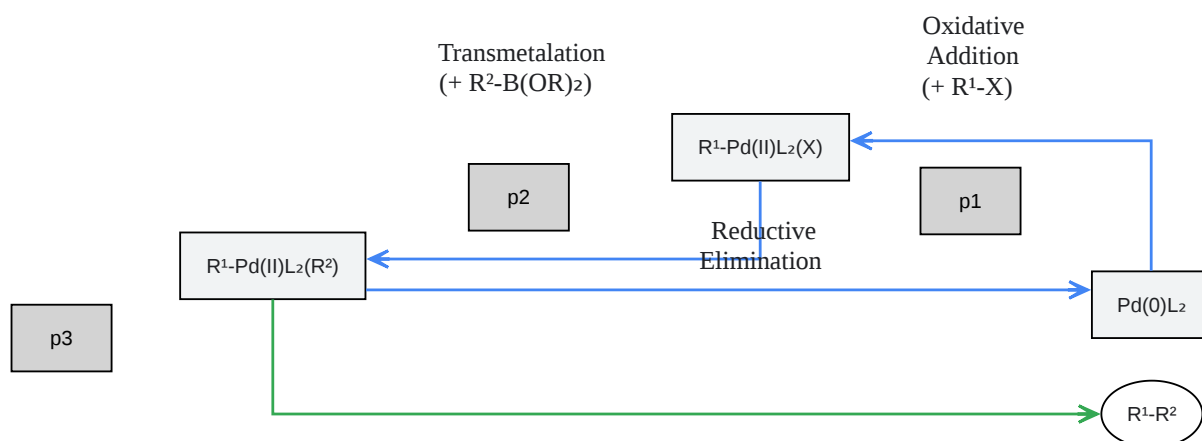 Oxidative
Addition
(+ R¹-X)
Transmetalation
(+ R²-B(OR)₂)
R¹-Pd(II)L₂(X)
p2
p1
Reductive
Elimination
R¹-Pd(II)L₂(R²)
Pd(0)L₂
p3
R¹-R²